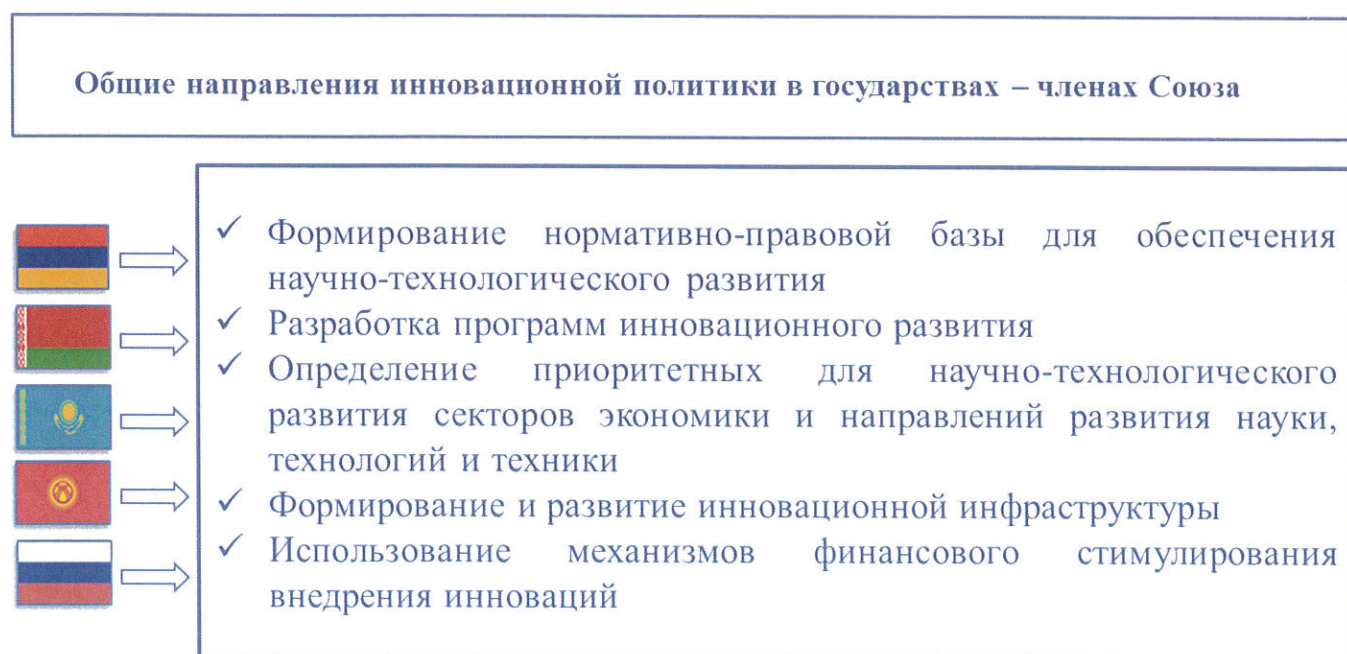 Общие направления инновационной политики в государствах – членах Союза
✓ Формирование нормативно-правовой базы для обеспечения
научно-технологического развития
✓ Разработка программ инновационного развития
✓ Определение приоритетных для научно-технологического
развития секторов экономики и направлений развития науки,
технологий и техники
✓ Формирование и развитие инновационной инфраструктуры
✓ Использование механизмов финансового стимулирования
внедрения инноваций